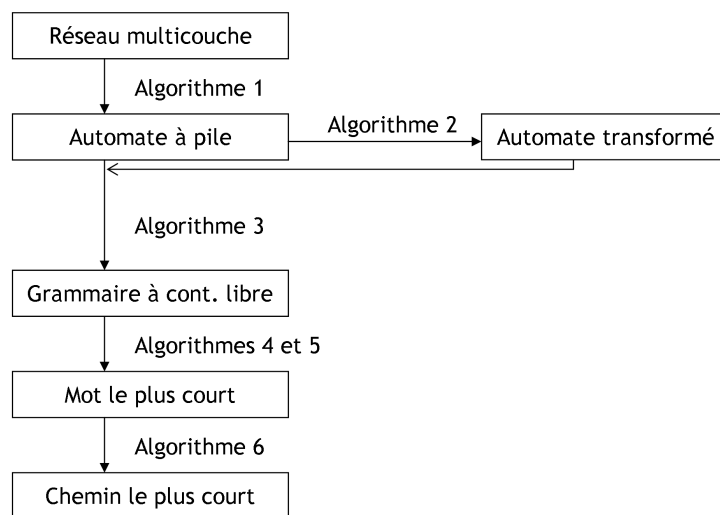 Réseau multicouche
Algorithme 1
Automate à pile
Algorithme 2
Automate transformé
Algorithme 3
Grammaire à cont. libre
Algorithmes 4 et 5
Mot le plus court
Algorithme 6
Chemin le plus court